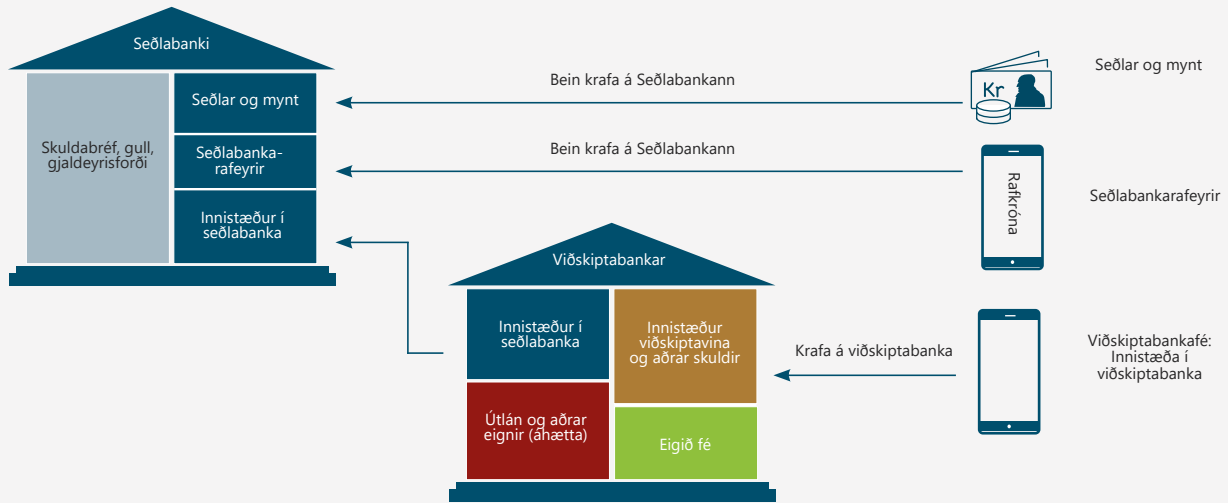 Seðlabanki
Skuldabréf, gull,
gjaldeyrisforði
Seðlar og mynt
Seðlabanka-
rafeyrir
Innistæður í
seðlabanka
Bein krafa á Seðlabankann
Kr
Seðlar og mynt
Bein krafa á Seðlabankann
Rafkróna
Seðlabankarafeyrir
Viðskiptabankar
Innistæður í
seðlabanka
Innistæður
viðskiptavina
og aðrar skuldir
Útlán og aðrar
eignir (áhætta)
Eigið fé
Krafa á viðskiptabanka
Viðskiptabankafé:
Innistæða í
viðskiptabanka